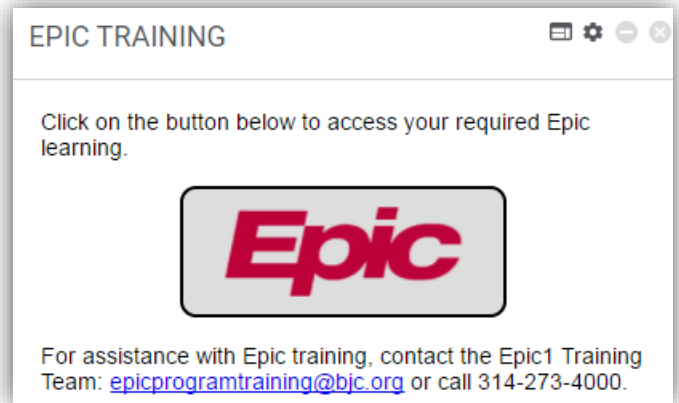 EPIC TRAINING
Click on the button below to access your required Epic
learning.
Epic
For assistance with Epic training, contact the Epic1 Training
Team: epicprogramtraining@bjc.org or call 314-273-4000.